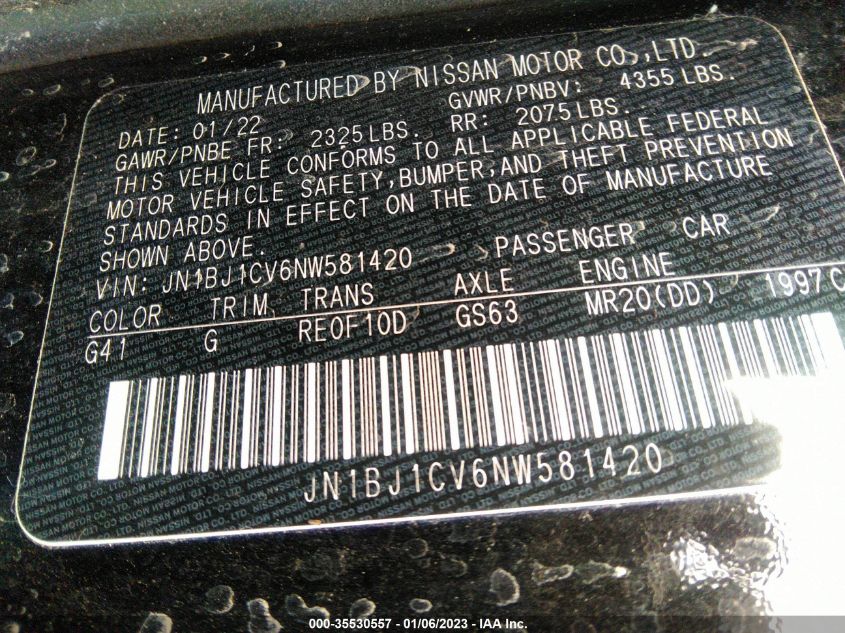 MANUFACTURED BY NISSAN MOTOR CO.,LTD.
DATE: 01/22 GVWR/PNBV: 4355 LBS.
GAWR/PNBE FR: 2325 LBS. RR: 2075 LBS.
THIS VEHICLE CONFORMS TO ALL APPLICABLE FEDERAL
MOTOR VEHICLE SAFETY, BUMPER, AND THEFT PREVENTION
STANDARDS IN EFFECT ON THE DATE OF MANUFACTURE
SHOWN ABOVE.
VIN: JN1BJ1CV6NW581420 PASSENGER CAR
COLOR TRIM TRANS AXLE ENGINE
G41 G RE0F10D GS63 MR20(DD) 1997C
JN1BJ1CV6NW581420
000-35530557 - 01/06/2023 - IAA Inc.